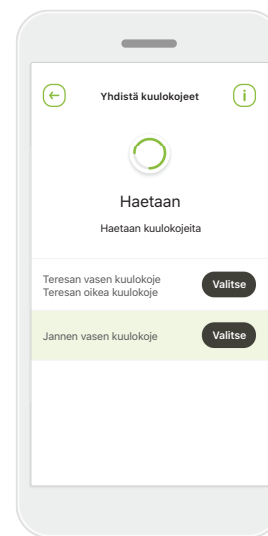 Yhdistä kuulokojeet
i
Haetaan
Haetaan kuulokojeita
Teresan vasen kuulokoje
Teresan oikea kuulokoje
Valitse
Jannen vasen kuulokoje
Valitse